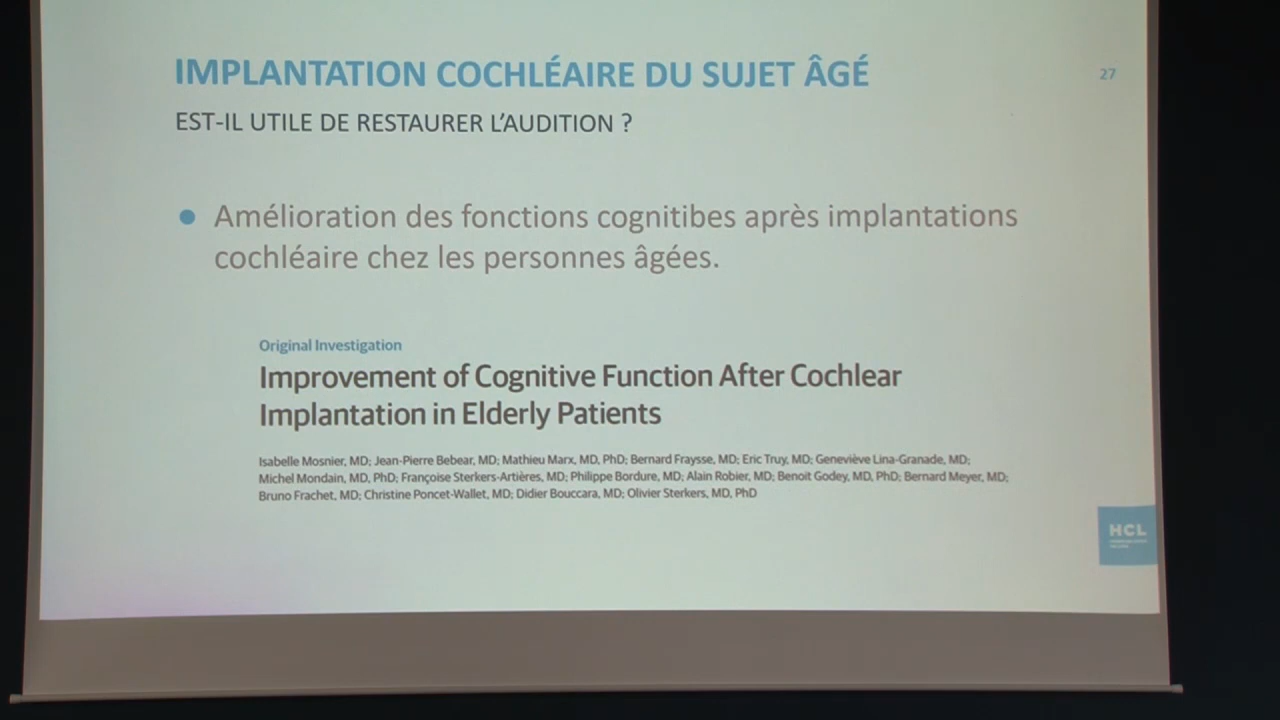 IMPLANTATION COCHLÉAIRE DU SUJET ÂGÉ
27
EST-IL UTILE DE RESTAURER L'AUDITION ?
Amélioration des fonctions cognitibes après implantations
cochléaire chez les personnes âgées.
Original Investigation
Improvement of Cognitive Function After Cochlear
Implantation in Elderly Patients
Isabelle Mosnier, MD; Jean-Pierre Bebear, MD; Mathieu Marx, MD, PhD; Bernard Fraysse, MD; Eric Truy, MD; Geneviève Lina-Granade, MD;
Michel Mondain, MD, PhD; Françoise Sterkers-Artières, MD; Philippe Bordure, MD; Alain Robier, MD; Benoit Godey, MD, PhD; Bernard Meyer, MD;
Bruno Frachet, MD; Christine Poncet-Wallet, MD; Didier Bouccara, MD; Olivier Sterkers, MD, PhD
HCL